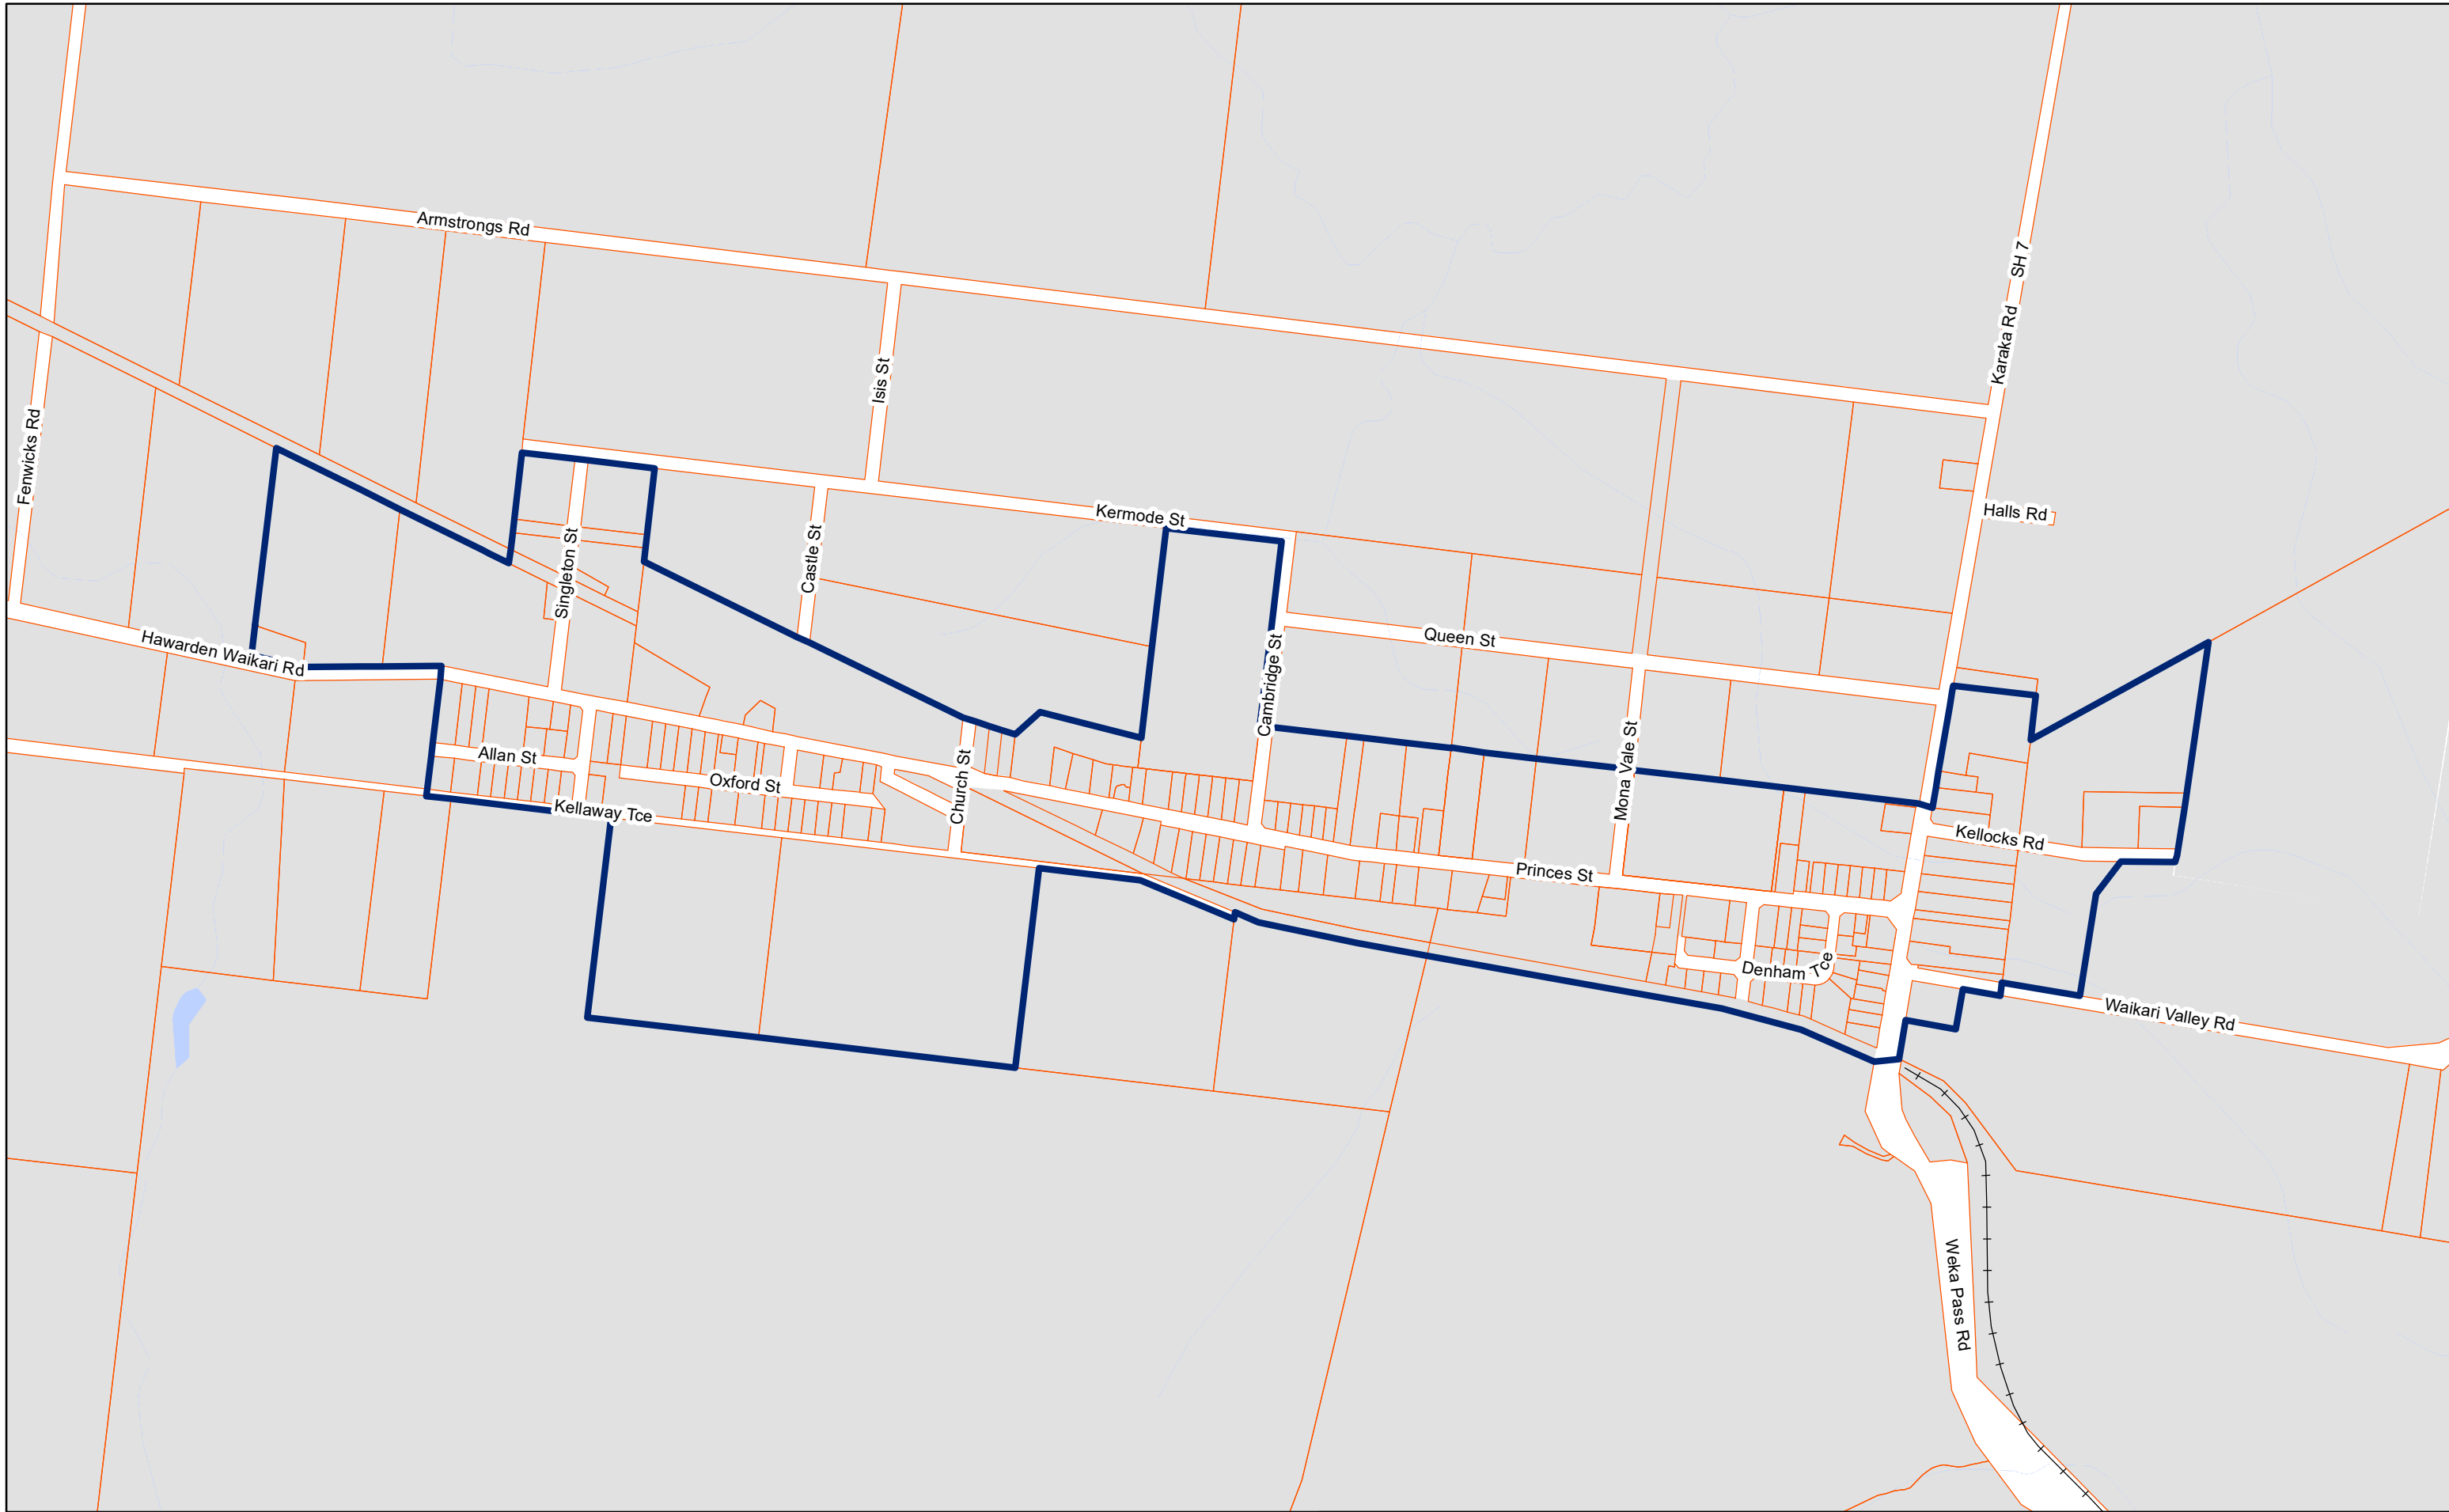 Armstrongs Rd
SH 7
Karaka Rd
Isis St
Fenwicks Rd
Kermode St
Halls Rd
Singleton St
Castle St
Hawarden Waikari Rd
Cambridge St
Queen St
Allan St
Oxford St
Church St
Mona Vale St
Kellaway Tce
Kellocks Rd
Princes St
Denham Tce
Waikari Valley Rd
Weka Pass Rd